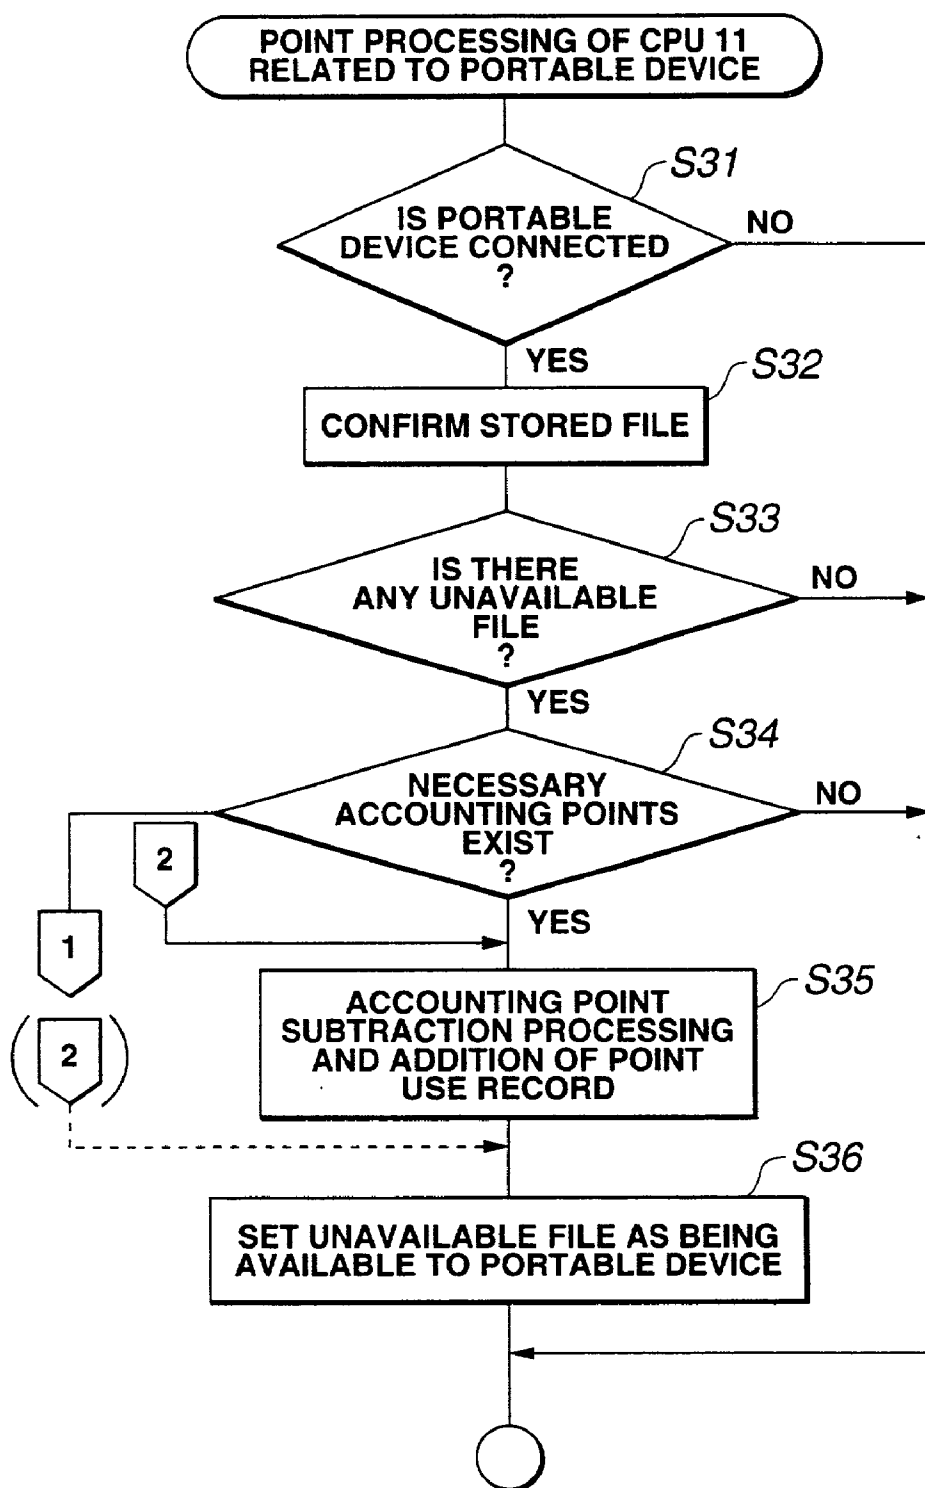 POINT PROCESSING OF CPU 11
RELATED TO PORTABLE DEVICE
S31
IS PORTABLE
DEVICE CONNECTED
?
NO
YES
S32
CONFIRM STORED FILE
S33
IS THERE
ANY UNAVAILABLE
FILE
?
NO
YES
S34
NECESSARY
ACCOUNTING POINTS
EXIST
?
NO
2
YES
1
S35
ACCOUNTING POINT
SUBTRACTION PROCESSING
AND ADDITION OF POINT
USE RECORD
(2)
S36
SET UNAVAILABLE FILE AS BEING
AVAILABLE TO PORTABLE DEVICE